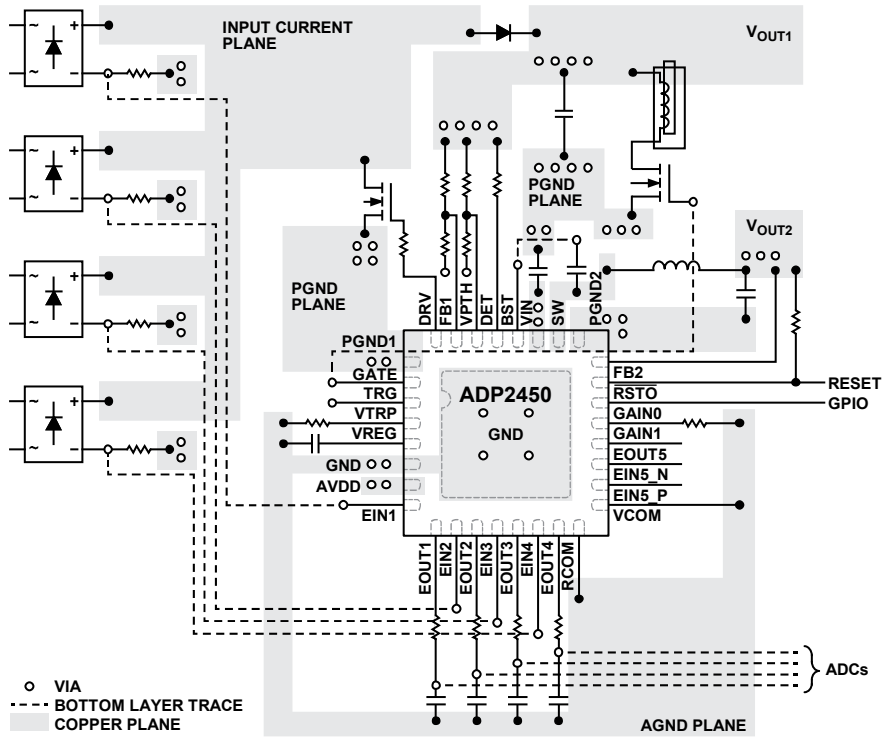 INPUT CURRENT
PLANE
VOUT1
PGND
PLANE
VOUT2
PGND
PLANE
DRV
FB1
VPTH
DET
BST
VIN
SW
PGND2
PGND1
GATE
TRG
VTRP
VREG
GND
AVDD
EIN1
ADP2450
GND
FB2
RSTO
GAIN0
GAIN1
EOUT5
EIN5_N
EIN5_P
VCOM
RESET
GPIO
EOUT1
EIN2
EOUT2
EIN3
EOUT3
EIN4
EOUT4
RCOM
ADCs
AGND PLANE
VIA
BOTTOM LAYER TRACE
COPPER PLANE
~ +
~ −
~ +
~ −
~ +
~ −
~ +
~ −